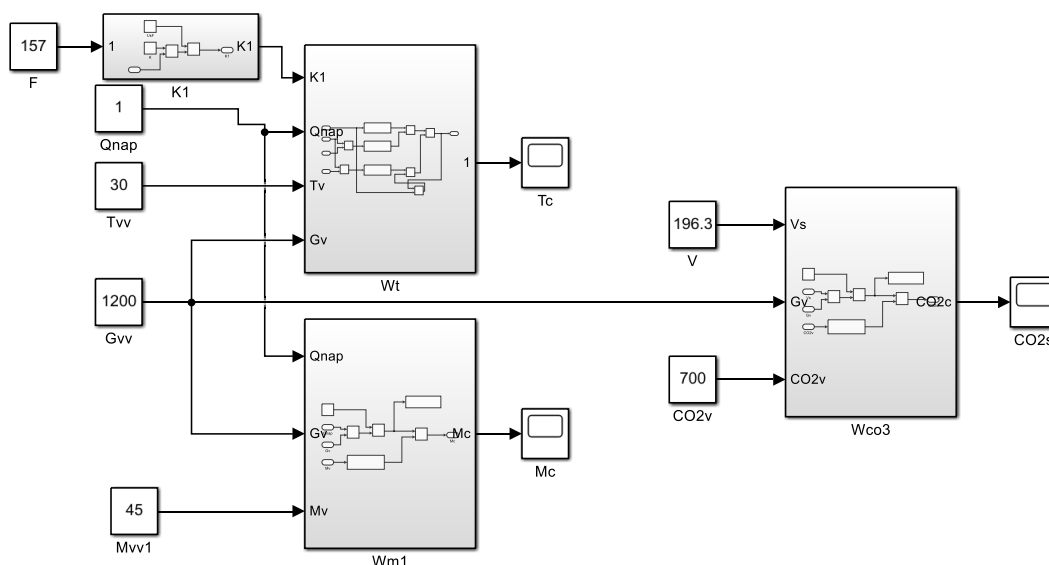 157
F
1
K1
K1
1
Qnap
30
Tvv
1200
Gvv
K1
Qnap
Tv
Gv
1
Wt
Tc
Qnap
Gv
Mv
Mc
Wm1
Mc
45
Mvv1
196.3
V
700
CO2v
Vs
Gv
CO2v
CO2c
Wco3
CO2s